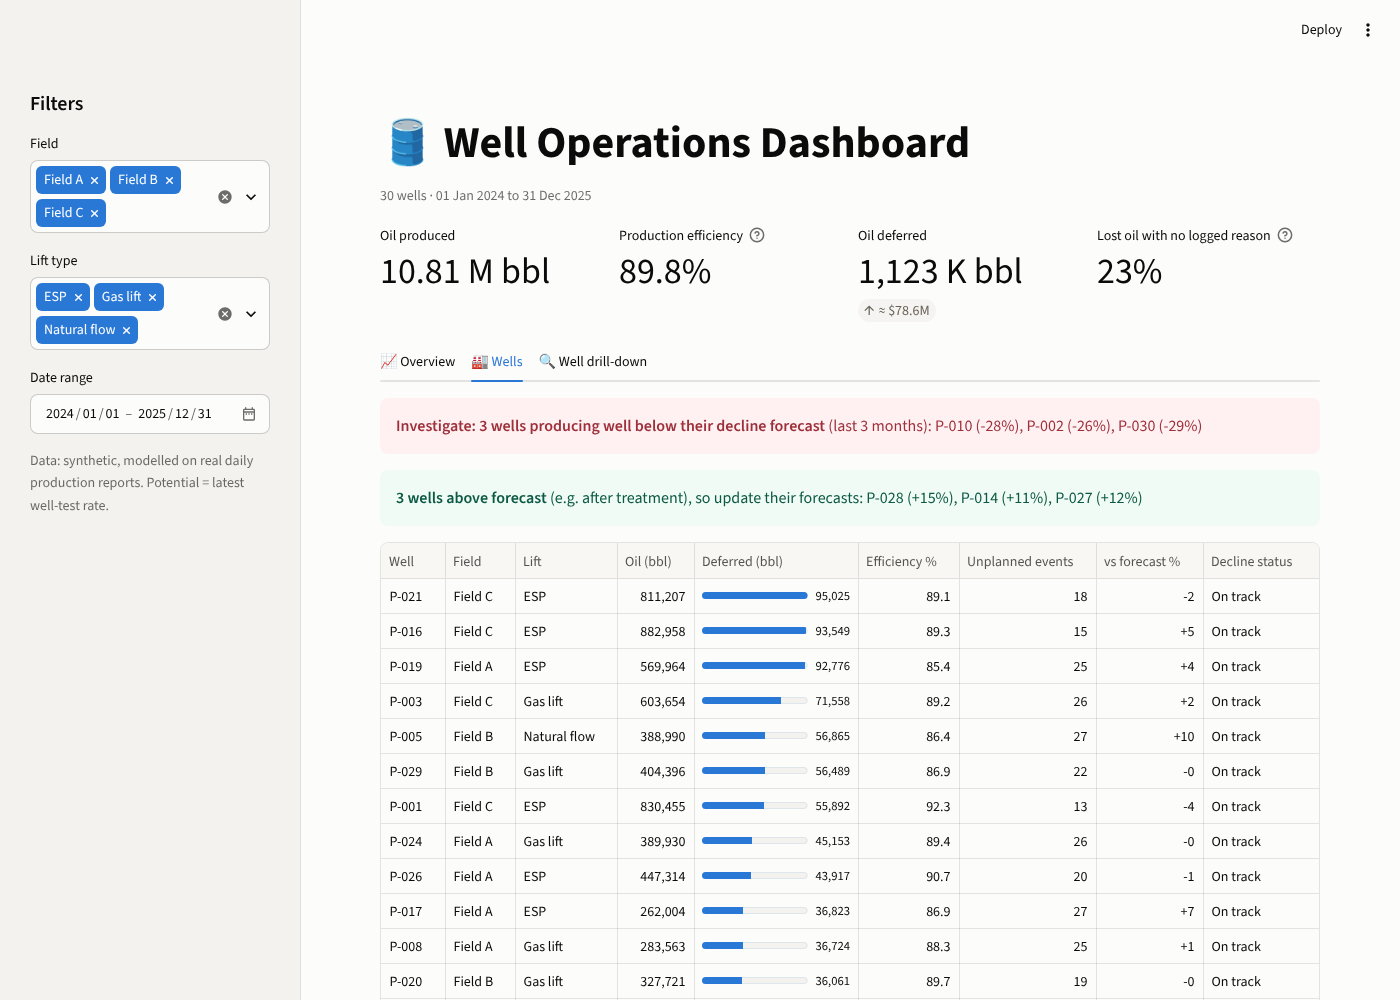 Deploy
Filters
Field
Field A × Field B ×
Field C ×
Lift type
ESP × Gas lift ×
Natural flow ×
Date range
2024/01/01 – 2025/12/31
Data: synthetic, modelled on real daily
production reports. Potential = latest
well-test rate.
Well Operations Dashboard
30 wells · 01 Jan 2024 to 31 Dec 2025
Oil produced
10.81 M bbl
Production efficiency ?
89.8%
Oil deferred
1,123 K bbl
↑ ≈ $78.6M
Lost oil with no logged reason ?
23%
Overview Wells Well drill-down
Investigate: 3 wells producing well below their decline forecast (last 3 months): P-010 (-28%), P-002 (-26%), P-030 (-29%)
3 wells above forecast (e.g. after treatment), so update their forecasts: P-028 (+15%), P-014 (+11%), P-027 (+12%)
Well Field Lift Oil (bbl) Deferred (bbl) Efficiency % Unplanned events vs forecast % Decline status
P-021 Field C ESP 811,207 95,025 89.1 18 -2 On track
P-016 Field C ESP 882,958 93,549 89.3 15 +5 On track
P-019 Field A ESP 569,964 92,776 85.4 25 +4 On track
P-003 Field C Gas lift 603,654 71,558 89.2 26 +2 On track
P-005 Field B Natural flow 388,990 56,865 86.4 27 +10 On track
P-029 Field B Gas lift 404,396 56,489 86.9 22 -0 On track
P-001 Field C ESP 830,455 55,892 92.3 13 -4 On track
P-024 Field A Gas lift 389,930 45,153 89.4 26 -0 On track
P-026 Field A ESP 447,314 43,917 90.7 20 -1 On track
P-017 Field A ESP 262,004 36,823 86.9 27 +7 On track
P-008 Field A Gas lift 283,563 36,724 88.3 25 +1 On track
P-020 Field B Gas lift 327,721 36,061 89.7 19 -0 On track